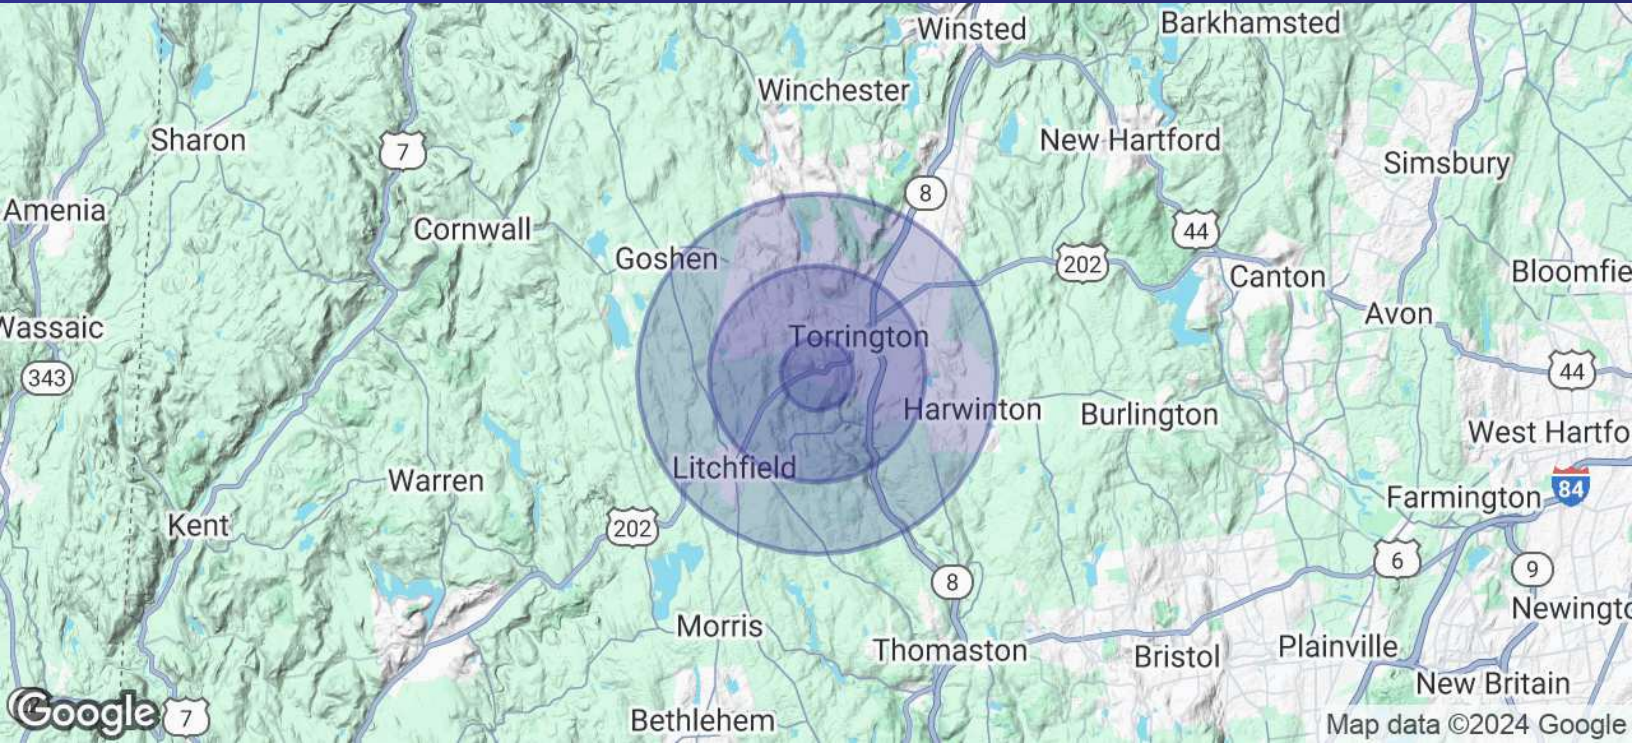 Winsted
Barkhamsted
Winchester
Sharon
7
New Hartford
Simsbury
8
Amenia
Cornwall
44
Goshen
202
Canton
Bloomfie
Wassaic
Avon
Torrington
343
44
Harwinton
Burlington
West Hartfo
Litchfield
Warren
84
Farmington
Kent
202
6
9
8
Newingto
Morris
Thomaston
Plainville
Bristol
New Britain
Google
7
Bethlehem
Map data ©2024 Google